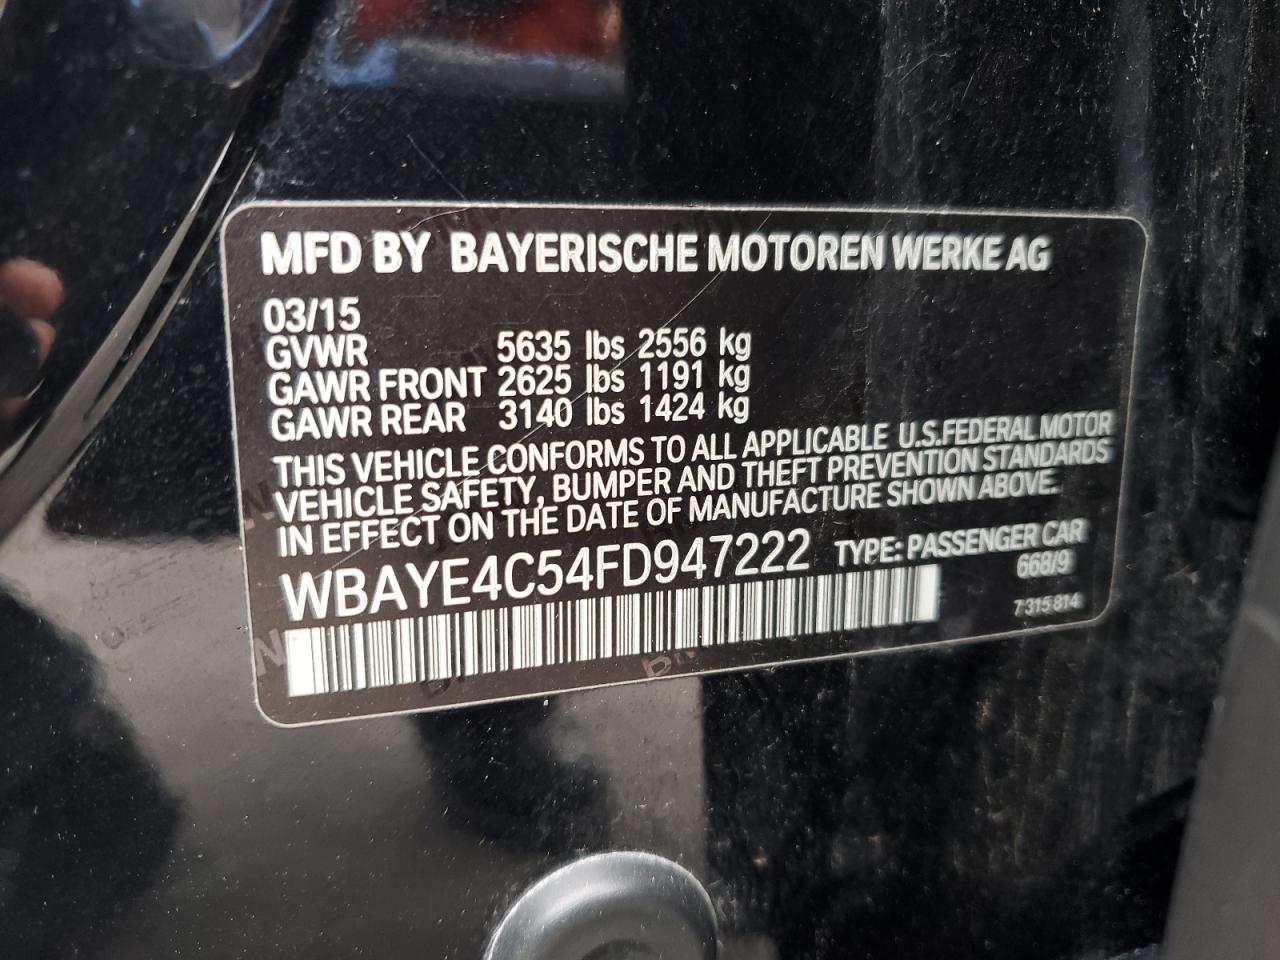 MFD BY BAYERISCHE MOTOREN WERKE AG
03/15
GVWR 5635 lbs 2556 kg
GAWR FRONT 2625 lbs 1191 kg
GAWR REAR 3140 lbs 1424 kg
THIS VEHICLE CONFORMS TO ALL APPLICABLE U.S.FEDERAL MOTOR
VEHICLE SAFETY, BUMPER AND THEFT PREVENTION STANDARDS
IN EFFECT ON THE DATE OF MANUFACTURE SHOWN ABOVE.
WBAYE4C54FD947222 TYPE: PASSENGER CAR
668/9
7 315 814